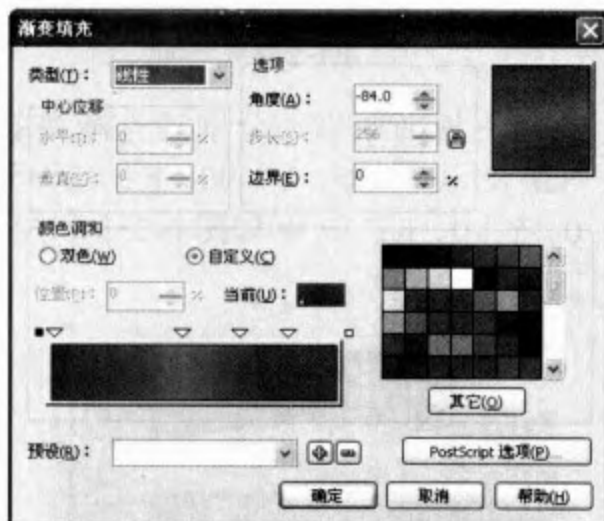 渐变填充
类型(T)： 线性
选项
角度(A)： -84.0
中心位移
水平(I)： 0 %
步长(S)： 256
垂直(V)： 0 %
边界(E)： 0 %
颜色调和
双色(W) 自定义(C)
位置(P)： 0 % 当前(U)：
其它(O)
预设(R)：
PostScript 选项(P)...
确定 取消 帮助(H)